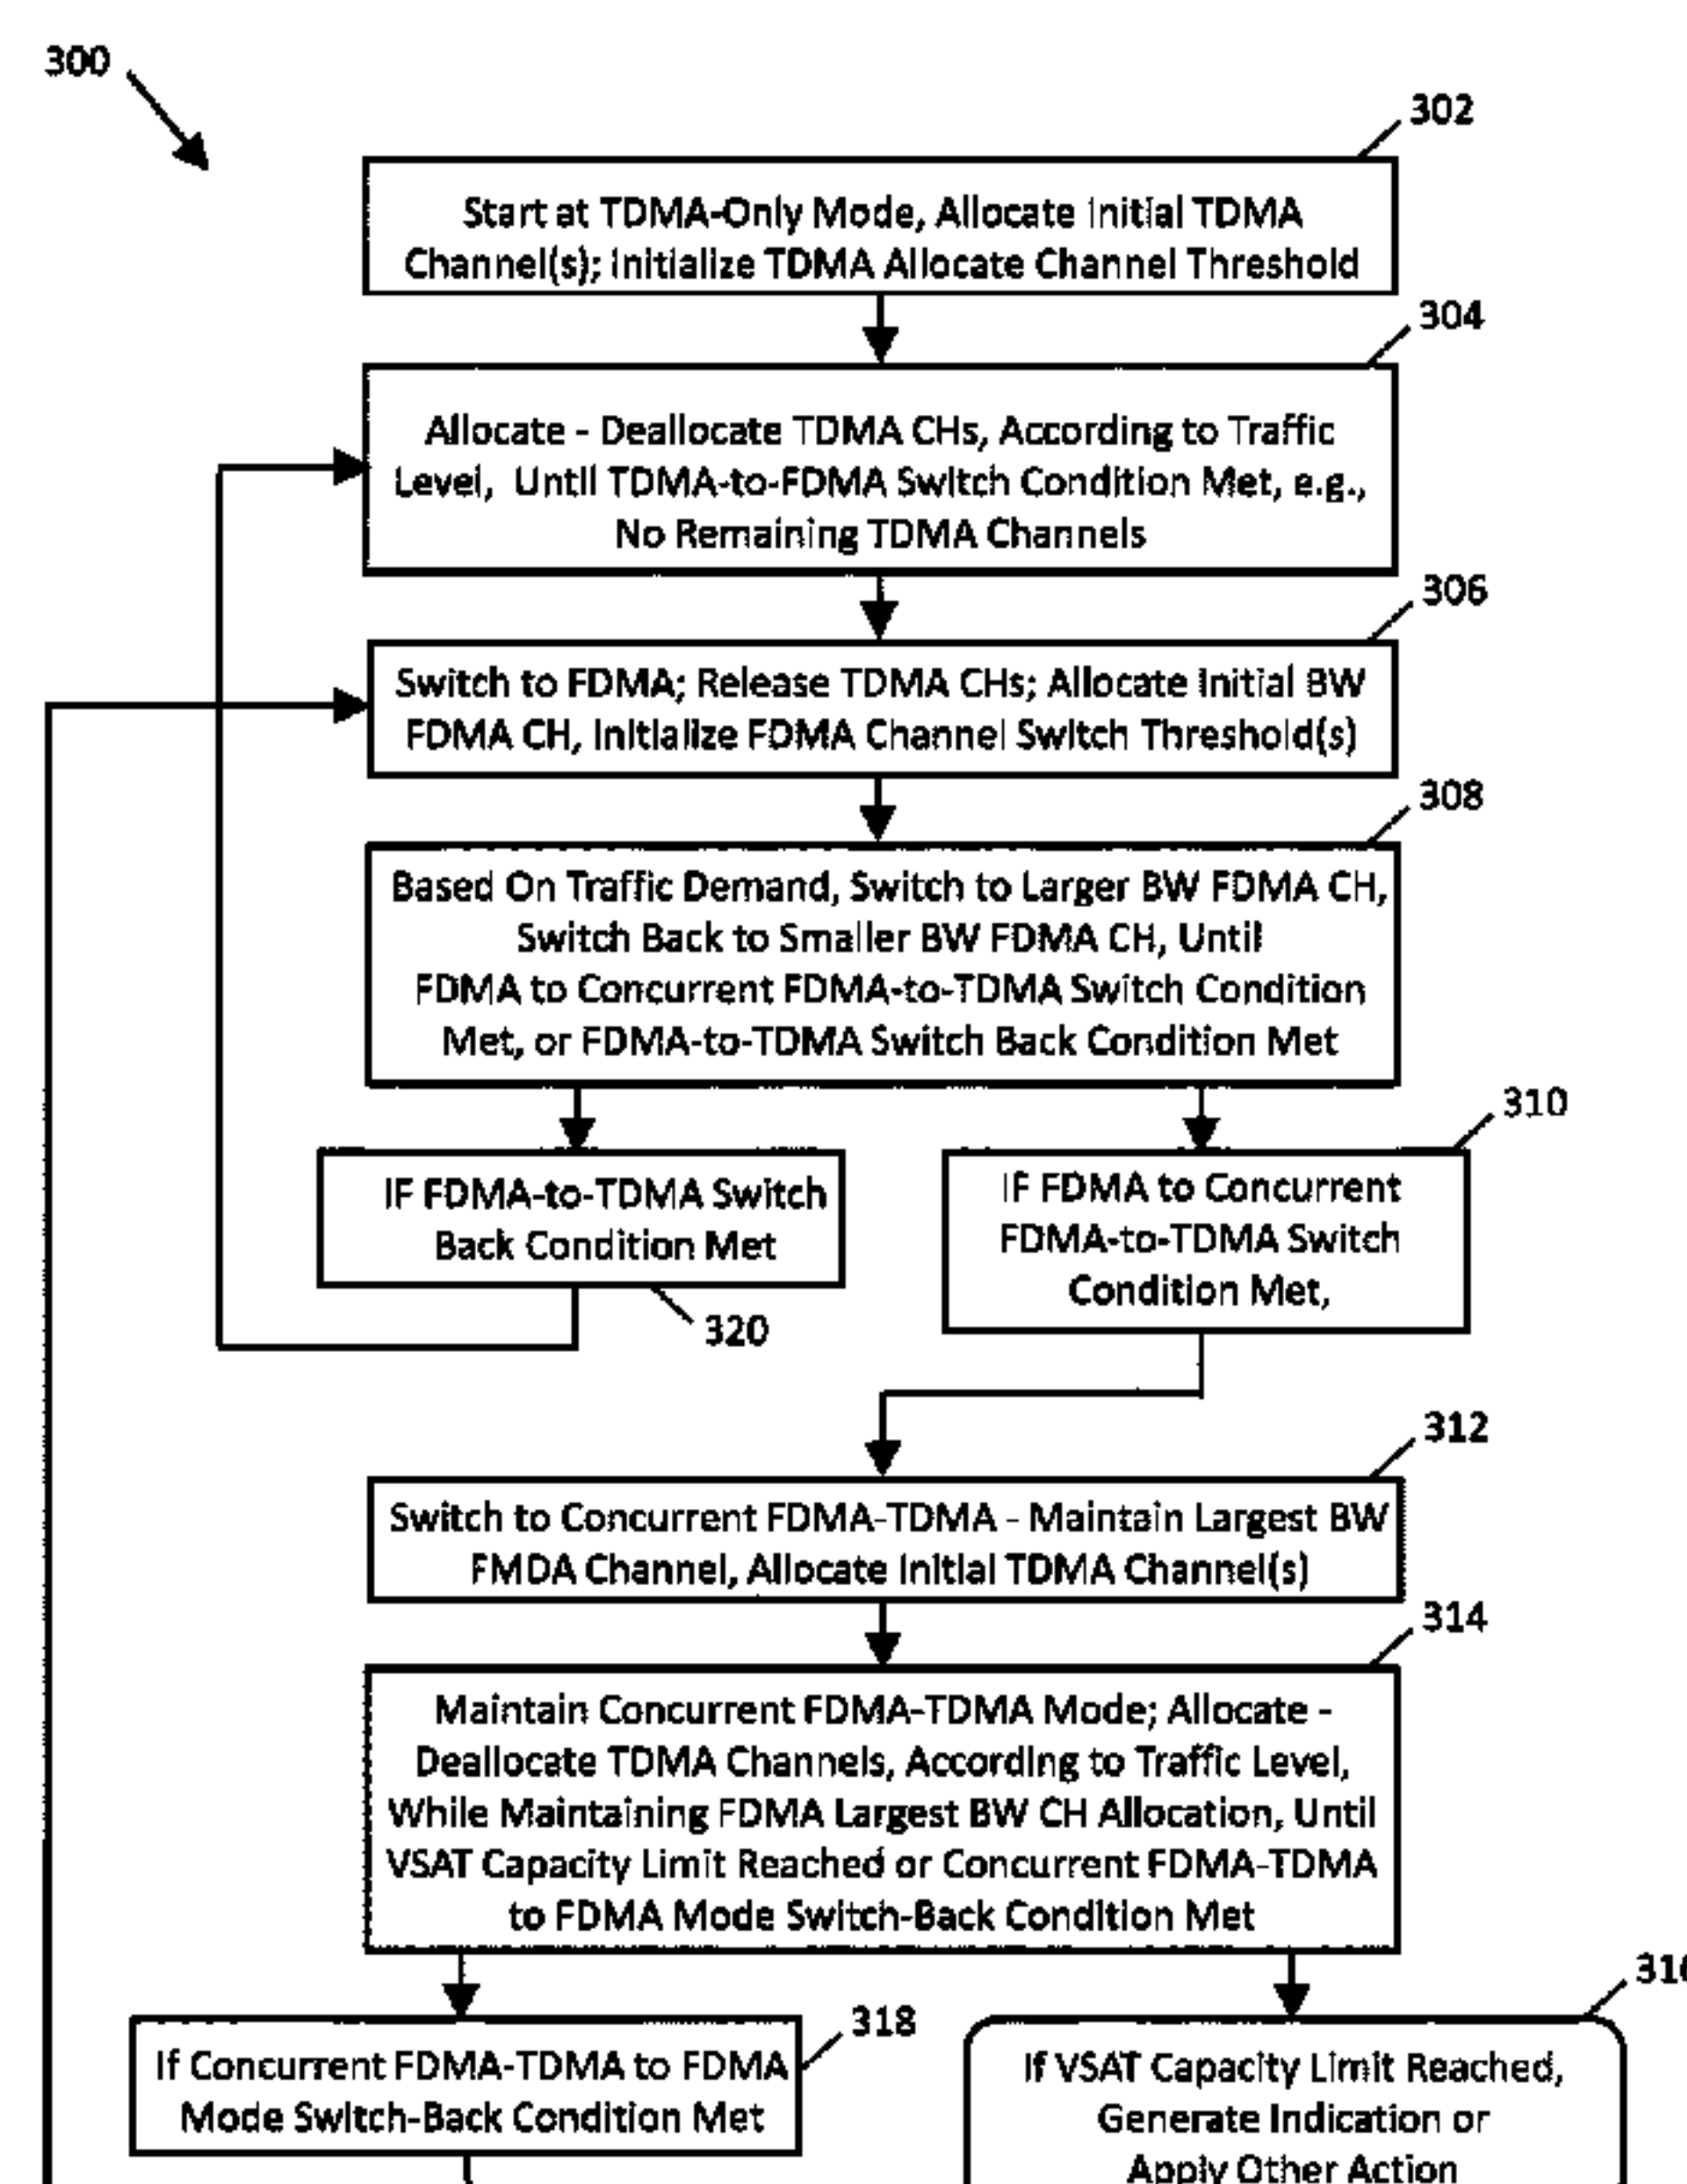 300
302
Start at TDMA-Only Mode, Allocate Initial TDMA
Channel(s); Initialize TDMA Allocate Channel Threshold
304
Allocate - Deallocate TDMA CHs, According to Traffic
Level, Until TDMA-to-FDMA Switch Condition Met, e.g.,
No Remaining TDMA Channels
306
Switch to FDMA; Release TDMA CHs; Allocate Initial BW
FDMA CH, Initialize FDMA Channel Switch Threshold(s)
308
Based On Traffic Demand, Switch to Larger BW FDMA CH,
Switch Back to Smaller BW FDMA CH, Until
FDMA to Concurrent FDMA-to-TDMA Switch Condition
Met, or FDMA-to-TDMA Switch Back Condition Met
310
IF FDMA-to-TDMA Switch
Back Condition Met
320
IF FDMA to Concurrent
FDMA-to-TDMA Switch
Condition Met,
312
Switch to Concurrent FDMA-TDMA - Maintain Largest BW
FMDA Channel, Allocate Initial TDMA Channel(s)
314
Maintain Concurrent FDMA-TDMA Mode; Allocate -
Deallocate TDMA Channels, According to Traffic Level,
While Maintaining FDMA Largest BW CH Allocation, Until
VSAT Capacity Limit Reached or Concurrent FDMA-TDMA
to FDMA Mode Switch-Back Condition Met
318
If Concurrent FDMA-TDMA to FDMA
Mode Switch-Back Condition Met
If VSAT Capacity Limit Reached,
Generate Indication or
Apply Other Action